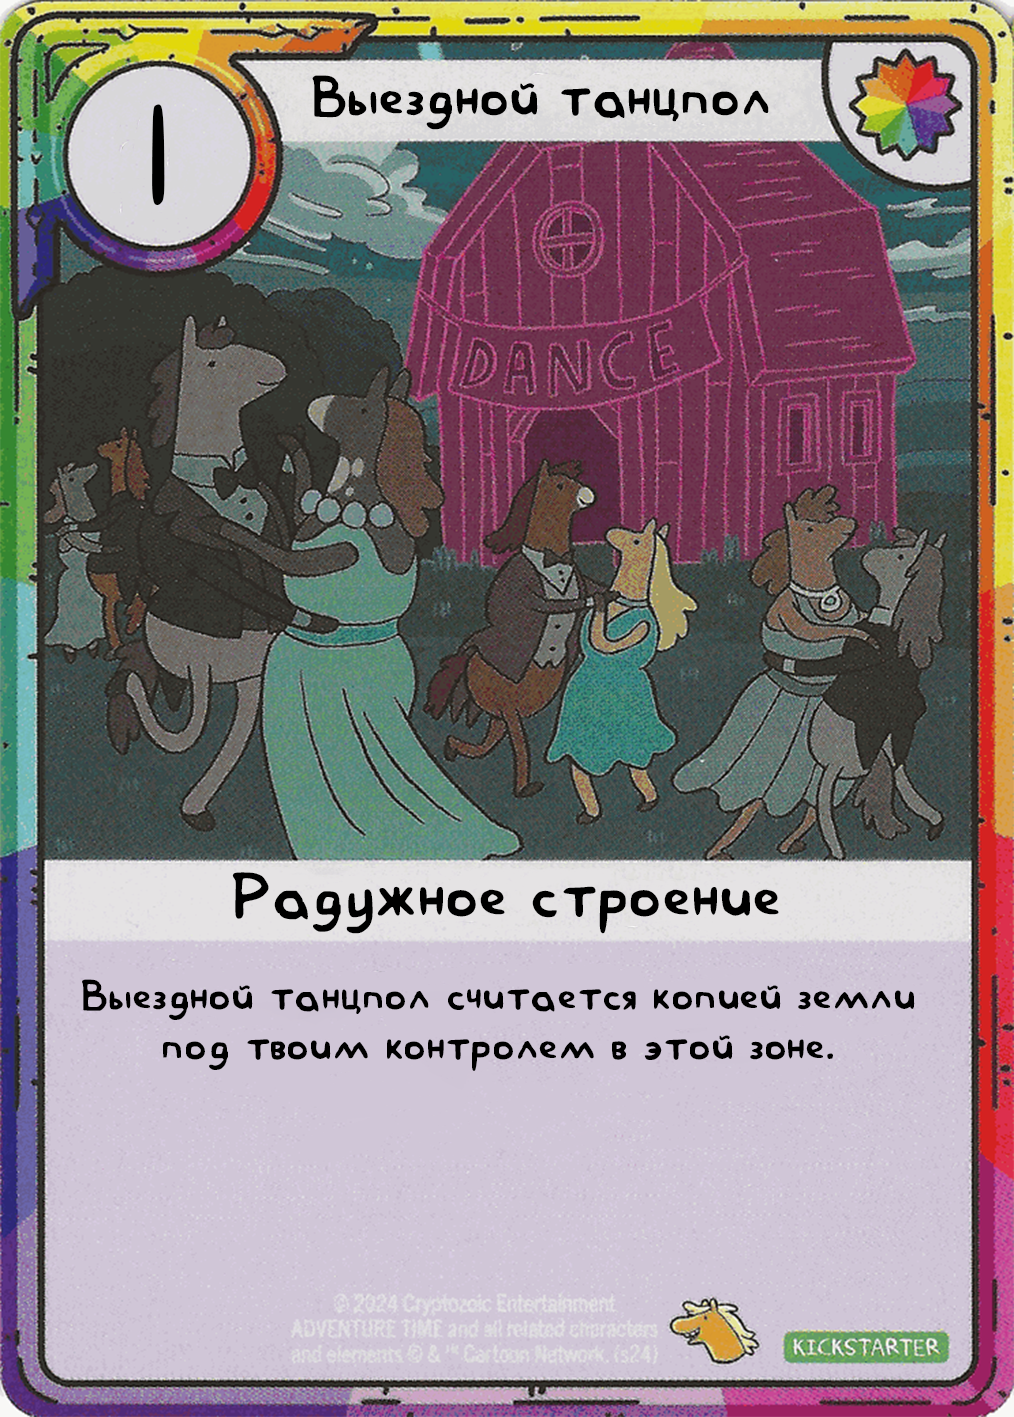 1
Выездной танцпол
DANCE
Радужное строение
Выездной танцпол считается копией земли
под твоим контролем в этой зоне.
© 2024 Cryptozoic Entertainment
ADVENTURE TIME and all related characters
and elements © & ™ Cartoon Network. (s24)
KICKSTARTER